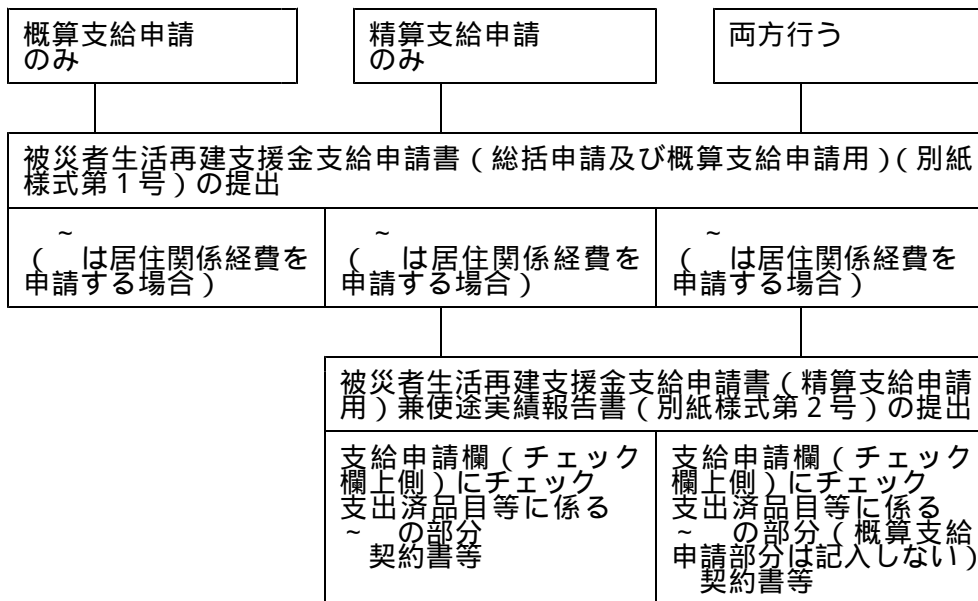 概算支給申請
のみ
精算支給申請
のみ
両方行う
被災者生活再建支援金支給申請書(総括申請及び概算支給申請用)(別紙
様式第1号)の提出
~
( は居住関係経費を
申請する場合)
~
( は居住関係経費を
申請する場合)
~
( は居住関係経費を
申請する場合)
被災者生活再建支援金支給申請書(精算支給申請
用)兼使途実績報告書(別紙様式第2号)の提出
支給申請欄(チェック
欄上側)にチェック
支出済品目等に係る
~ の部分
契約書等
支給申請欄(チェック
欄上側)にチェック
支出済品目等に係る
~ の部分(概算支給
申請部分は記入しない)
契約書等